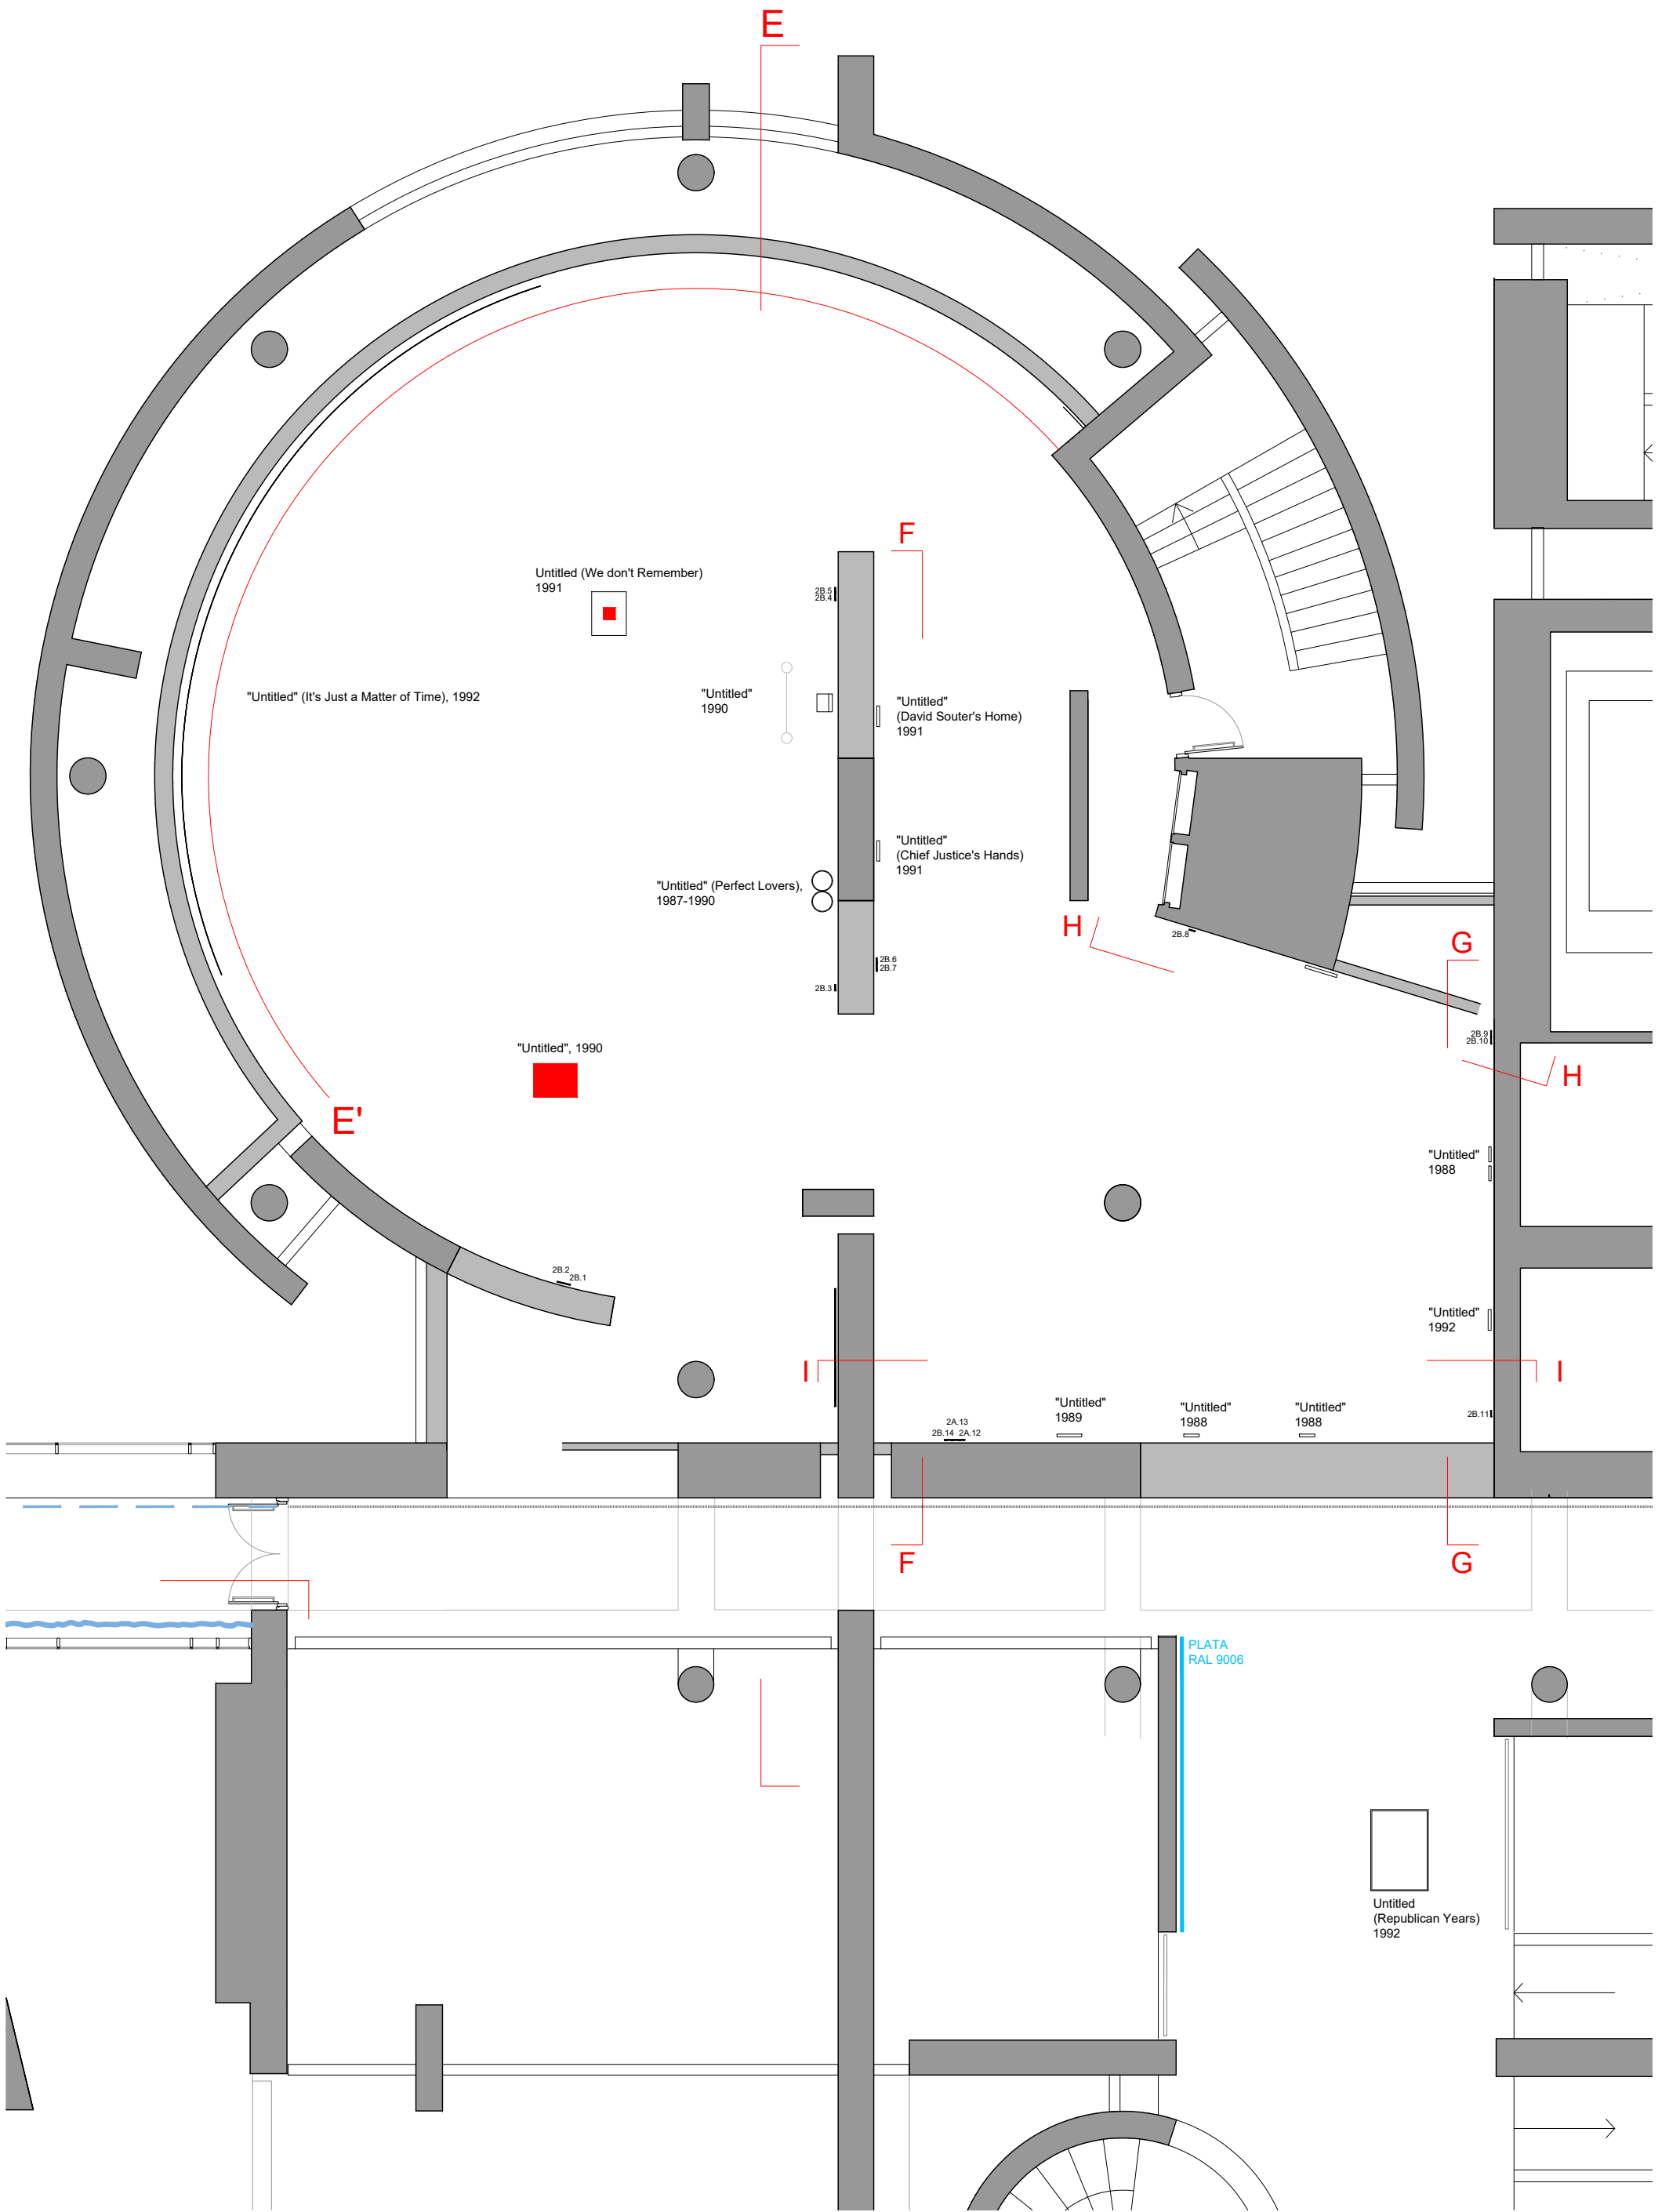 E
F
Untitled (We don't Remember)
1991
2B.5
2B.4
"Untitled" (It's Just a Matter of Time), 1992
"Untitled"
1990
"Untitled"
(David Souter's Home)
1991
"Untitled"
(Chief Justice's Hands)
1991
"Untitled" (Perfect Lovers),
1987-1990
H
2B.8
G
2B.6
2B.7
2B.3
2B.9
2B.10
"Untitled", 1990
H
E'
"Untitled"
1988
2B.2
2B.1
"Untitled"
1992
I
I
"Untitled"
1989
"Untitled"
1988
"Untitled"
1988
2B.11
2A.13
2B.14 2A.12
F
G
PLATA
RAL 9006
Untitled
(Republican Years)
1992